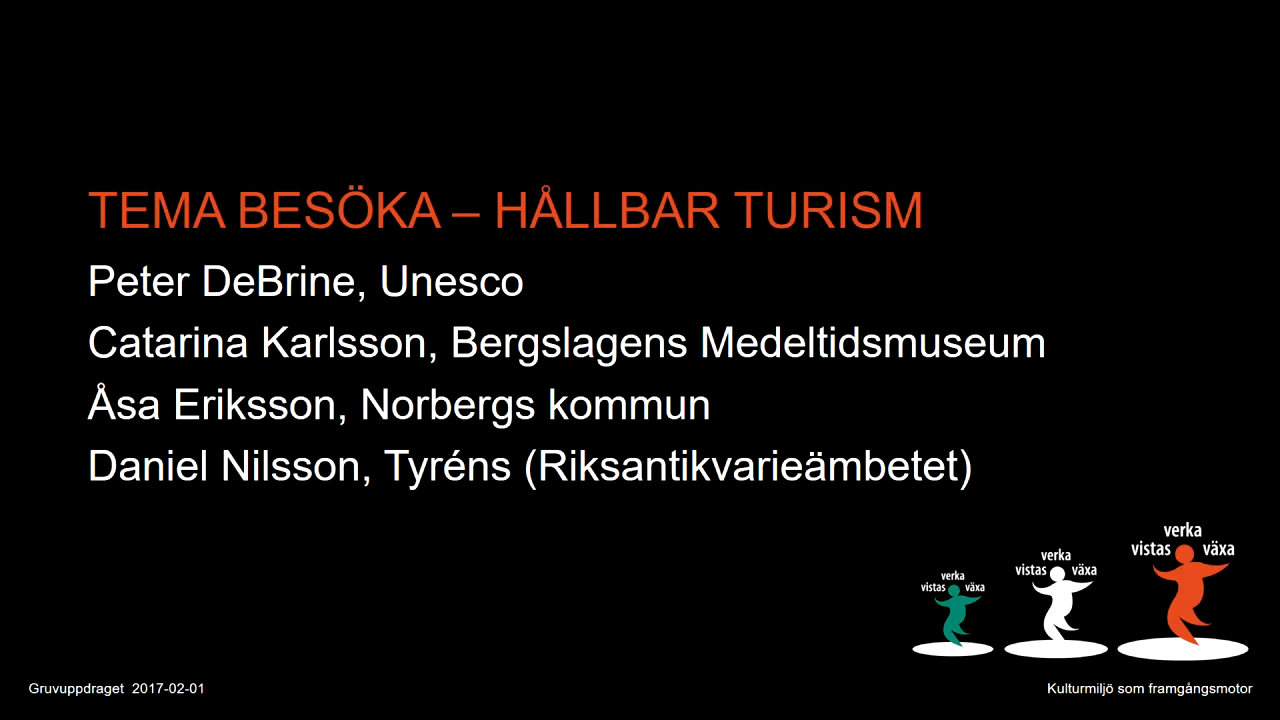 TEMA BESÖKA – HÅLLBAR TURISM
Peter DeBrine, Unesco
Catarina Karlsson, Bergslagens Medeltidsmuseum
Åsa Eriksson, Norbergs kommun
Daniel Nilsson, Tyréns (Riksantikvarieämbetet)
verka
vistas växa
verka
vistas växa
verka
vistas växa
Gruvuppdraget 2017-02-01
Kulturmiljö som framgångsmotor